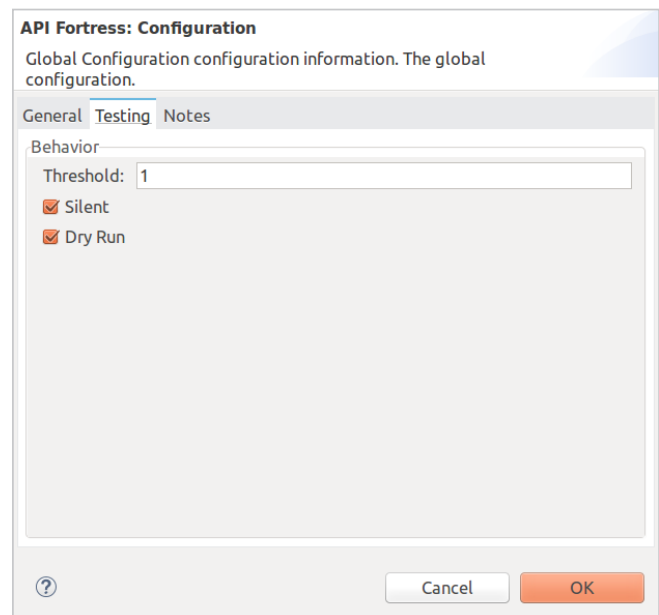 API Fortress: Configuration
Global Configuration configuration information. The global
configuration.
General Testing Notes
Behavior
Threshold: 1
Silent
Dry Run
?
Cancel OK